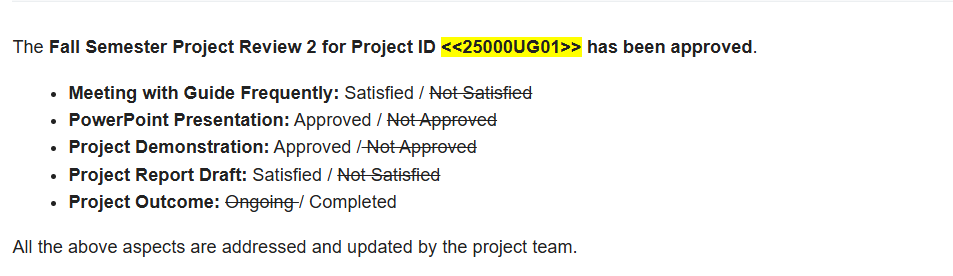 The Fall Semester Project Review 2 for Project ID <<25000UG01>> has been approved.
• Meeting with Guide Frequently: Satisfied / Not Satisfied
• PowerPoint Presentation: Approved / Not Approved
• Project Demonstration: Approved / Not Approved
• Project Report Draft: Satisfied / Not Satisfied
• Project Outcome: Ongoing / Completed
All the above aspects are addressed and updated by the project team.